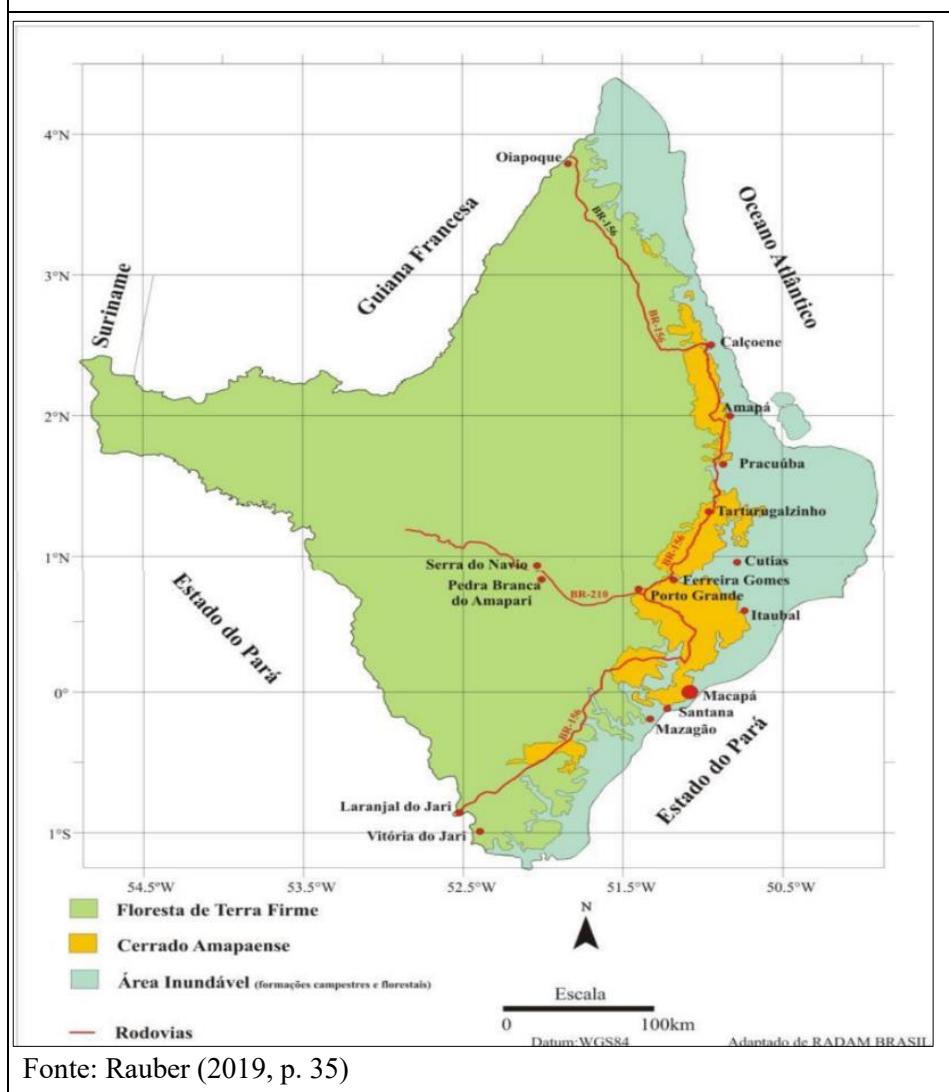 4°N
Oiapoque
BR-156
Guiana Francesa
Oceano Atlântico
Suriname
3°N
BR-156
Calçoene
2°N
Amapá
Pracuúba
Tartarugalzinho
1°N
BR-156
Serra do Navio
Cutias
Pedra Branca
do Amapari
Ferreira Gomes
BR-210
Porto Grande
Itaubal
Estado do Pará
0°
Macapá
Santana
Mazagão
BR-156
Estado do Pará
Laranjal do Jari
Vitória do Jari
1°S
54.5°W 53.5°W 52.5°W 51.5°W 50.5°W
Floresta de Terra Firme
Cerrado Amapaense
Área Inundável (formações campestres e florestais)
Rodovias
N
Escala
0 100km
Datum:WGS84 Adaptado de RADAM BRASIL
Fonte: Rauber (2019, p. 35)